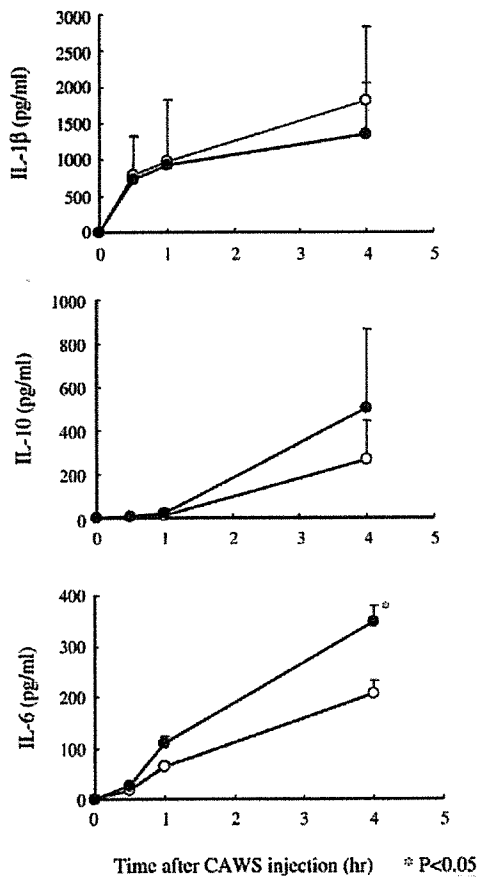 3000
2500
2000
1500
1000
500
0
IL-1β (pg/ml)
0 1 2 3 4 5
1000
800
600
400
200
0
IL-10 (pg/ml)
0 1 2 3 4 5
400
300
200
100
0
IL-6 (pg/ml)
*
0 1 2 3 4 5
Time after CAWS injection (hr) * P<0.05